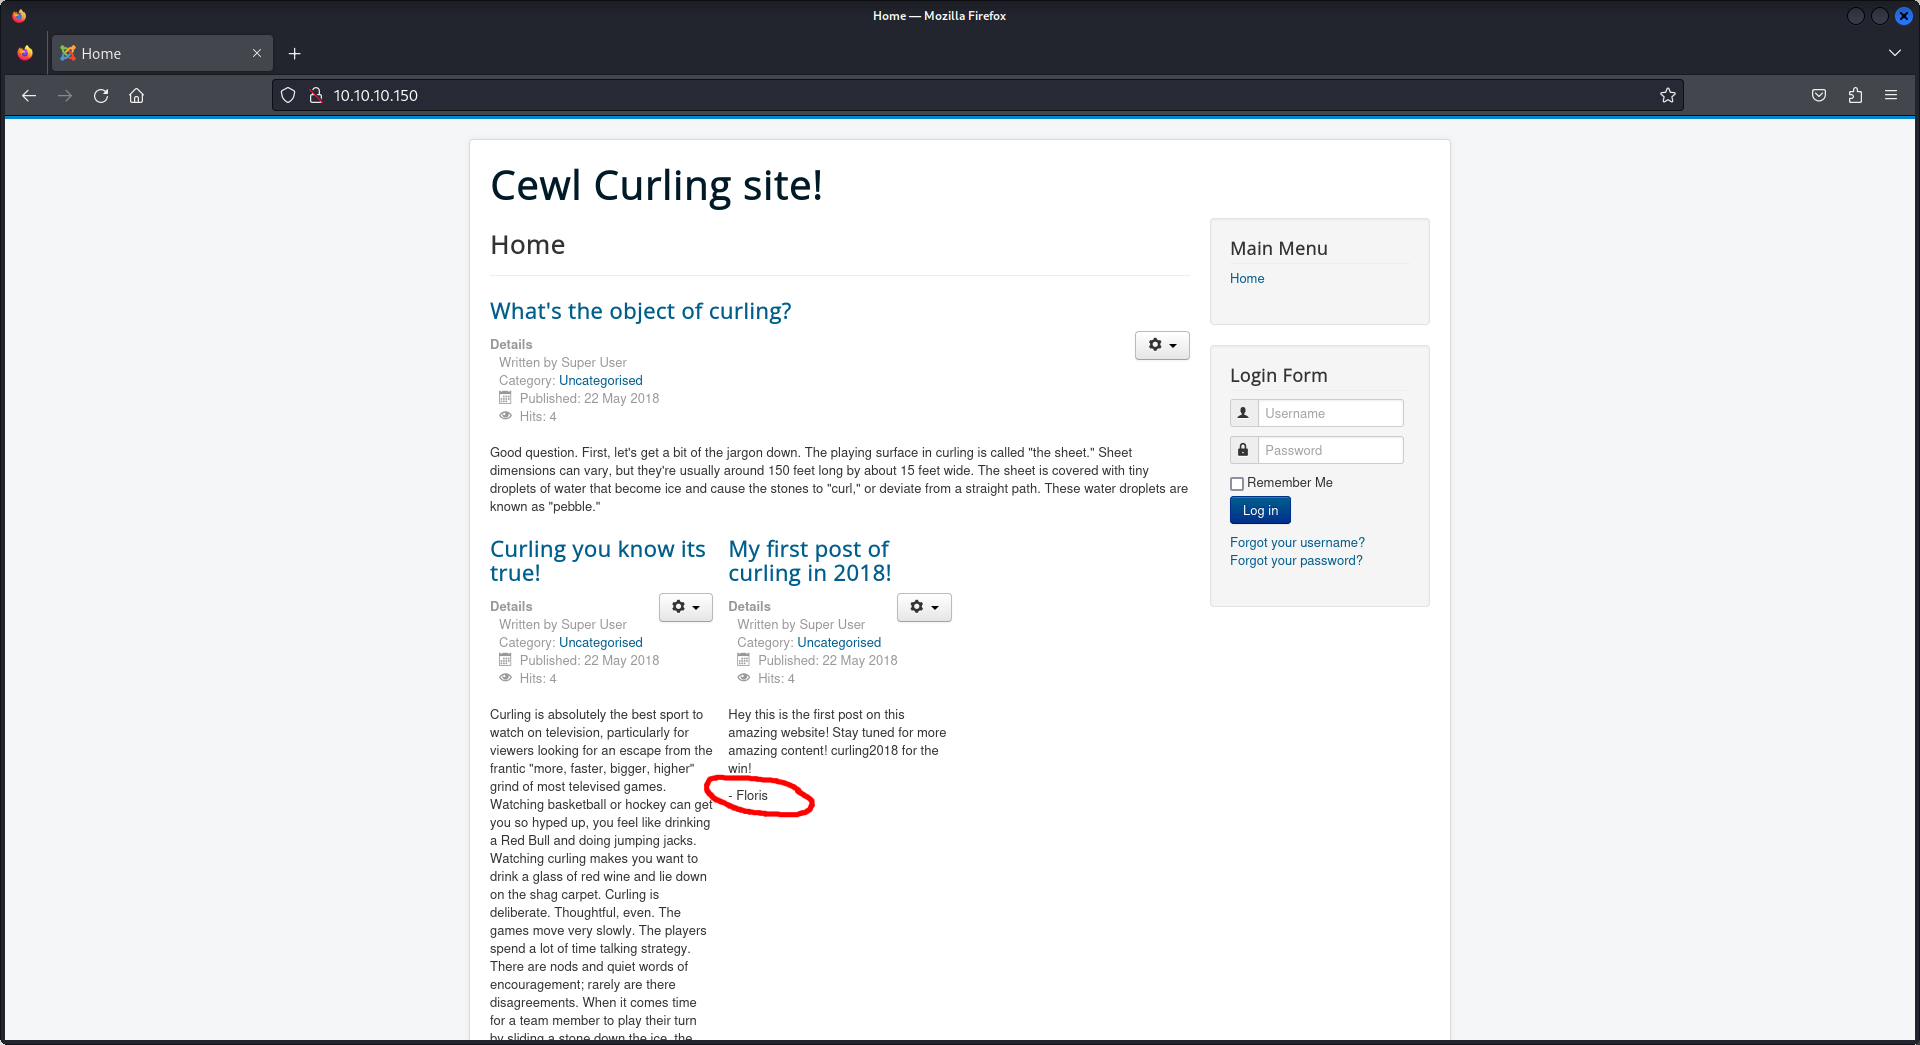 Home — Mozilla Firefox
Home
10.10.10.150
Cewl Curling site!
Home
What's the object of curling?
Details
Written by Super User
Category: Uncategorised
Published: 22 May 2018
Hits: 4
Good question. First, let's get a bit of the jargon down. The playing surface in curling is called "the sheet." Sheet
dimensions can vary, but they're usually around 150 feet long by about 15 feet wide. The sheet is covered with tiny
droplets of water that become ice and cause the stones to "curl," or deviate from a straight path. These water droplets are
known as "pebble."
Curling you know its
true!
Details
Written by Super User
Category: Uncategorised
Published: 22 May 2018
Hits: 4
Curling is absolutely the best sport to
watch on television, particularly for
viewers looking for an escape from the
frantic "more, faster, bigger, higher"
grind of most televised games.
Watching basketball or hockey can get
you so hyped up, you feel like drinking
a Red Bull and doing jumping jacks.
Watching curling makes you want to
drink a glass of red wine and lie down
on the shag carpet. Curling is
deliberate. Thoughtful, even. The
games move very slowly. The players
spend a lot of time talking strategy.
There are nods and quiet words of
encouragement; rarely are there
disagreements. When it comes time
for a team member to play their turn
by sliding a stone down the ice, the
My first post of
curling in 2018!
Details
Written by Super User
Category: Uncategorised
Published: 22 May 2018
Hits: 4
Hey this is the first post on this
amazing website! Stay tuned for more
amazing content! curling2018 for the
win!
- Floris
Main Menu
Home
Login Form
Username
Password
Remember Me
Log in
Forgot your username?
Forgot your password?